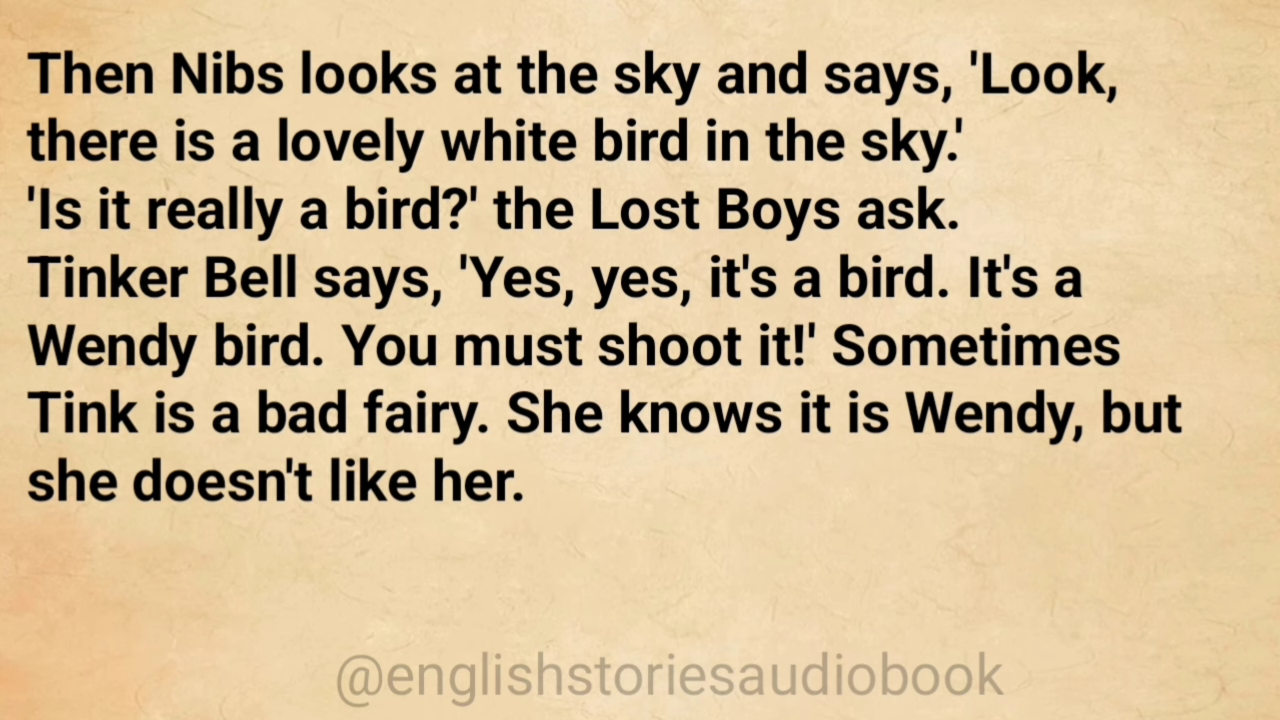 Then Nibs looks at the sky and says, 'Look,
there is a lovely white bird in the sky.'
'Is it really a bird?' the Lost Boys ask.
Tinker Bell says, 'Yes, yes, it's a bird. It's a
Wendy bird. You must shoot it!' Sometimes
Tink is a bad fairy. She knows it is Wendy, but
she doesn't like her.
@englishstoriesaudiobook